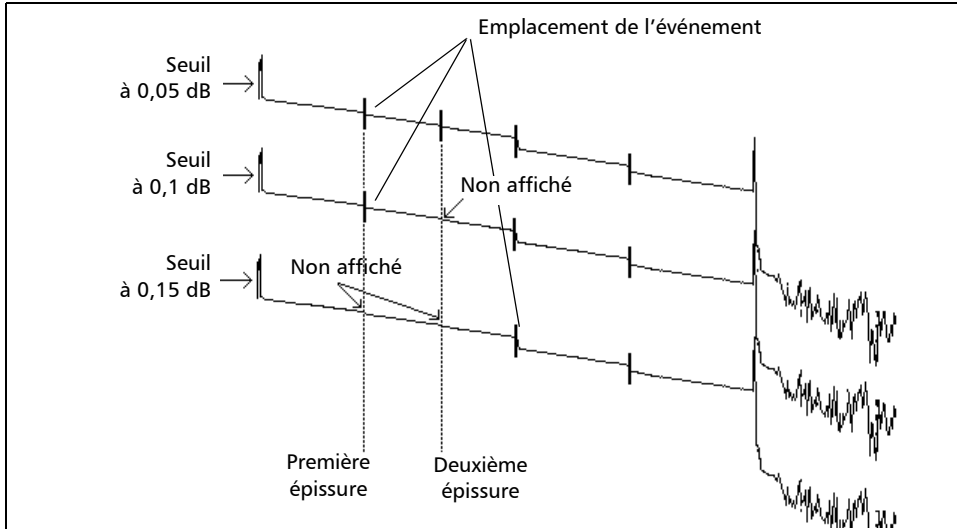 Emplacement de l’événement
Seuil
à 0,05 dB
Seuil
à 0,1 dB
Non affiché
Seuil
à 0,15 dB
Non affiché
Première
épissure
Deuxième
épissure